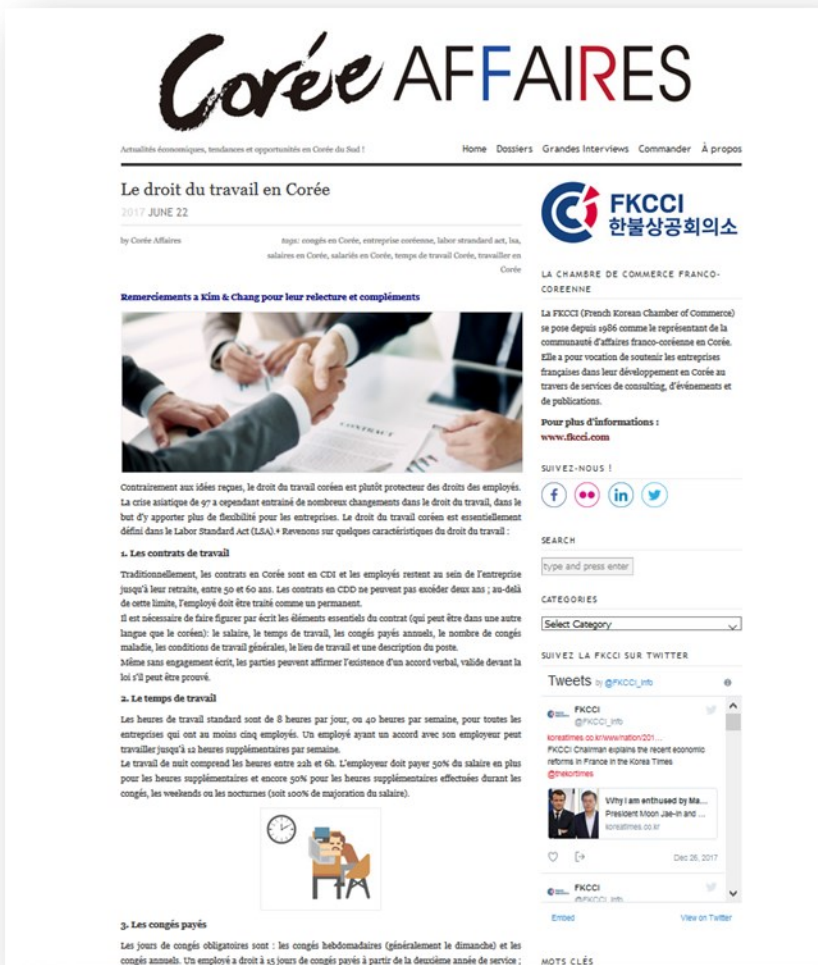 Corée AFFAIRES
Actualités économiques, tendances et opportunités en Corée du Sud !
Home Dossiers Grandes Interviews Commander À propos
Le droit du travail en Corée
2017 JUNE 22
by Corée Affaires
tags: congés en Corée, entreprise coréenne, labor strandard act, lsa,
salaires en Corée, salariés en Corée, temps de travail Corée, travailler en
Corée
Remerciements a Kim & Chang pour leur relecture et compléments
CONTRACT
Contrairement aux idées reçues, le droit du travail coréen est plutôt protecteur des droits des employés.
La crise asiatique de 97 a cependant entrainé de nombreux changements dans le droit du travail, dans le
but d'y apporter plus de flexibilité pour les entreprises. Le droit du travail coréen est essentiellement
défini dans le Labor Standard Act (LSA).* Revenons sur quelques caractéristiques du droit du travail :
1. Les contrats de travail
Traditionnellement, les contrats en Corée sont en CDI et les employés restent au sein de l'entreprise
jusqu'à leur retraite, entre 50 et 60 ans. Les contrats en CDD ne peuvent pas excéder deux ans ; au-delà
de cette limite, l'employé doit être traité comme un permanent.
Il est nécessaire de faire figurer par écrit les éléments essentiels du contrat (qui peut être dans une autre
langue que le coréen): le salaire, le temps de travail, les congés payés annuels, le nombre de congés
maladie, les conditions de travail générales, le lieu de travail et une description du poste.
Même sans engagement écrit, les parties peuvent affirmer l'existence d'un accord verbal, valide devant la
loi s'il peut être prouvé.
2. Le temps de travail
Les heures de travail standard sont de 8 heures par jour, ou 40 heures par semaine, pour toutes les
entreprises qui ont au moins cinq employés. Un employé ayant un accord avec son employeur peut
travailler jusqu'à 12 heures supplémentaires par semaine.
Le travail de nuit comprend les heures entre 22h et 6h. L'employeur doit payer 50% du salaire en plus
pour les heures supplémentaires et encore 50% pour les heures supplémentaires effectuées durant les
congés, les weekends ou les nocturnes (soit 100% de majoration du salaire).
3. Les congés payés
Les jours de congés obligatoires sont : les congés hebdomadaires (généralement le dimanche) et les
congés annuels. Un employé a droit à 15 jours de congés payés à partir de la deuxième année de service ;
FKCCI
한불상공회의소
LA CHAMBRE DE COMMERCE FRANCO-
COREENNE
La FKCCI (French Korean Chamber of Commerce)
se pose depuis 1986 comme le représentant de la
communauté d'affaires franco-coréenne en Corée.
Elle a pour vocation de soutenir les entreprises
françaises dans leur développement en Corée au
travers de services de consulting, d'événements et
de publications.
Pour plus d'informations :
www.fkcci.com
SUIVEZ-NOUS !
SEARCH
type and press enter
CATEGORIES
Select Category
SUIVEZ LA FKCCI SUR TWITTER
Tweets by @FKCCI_Info
FKCCI
@FKCCI_Info
koreatimes.co.kr/www/nation/201...
FKCCI Chairman explains the recent economic
reforms in France in the Korea Times
@thekortimes
Why I am enthused by Ma...
President Moon Jae-in and ...
koreatimes.co.kr
Dec 26, 2017
FKCCI
@FKCCI_Info
Embed View on Twitter
MOTS CLÉS